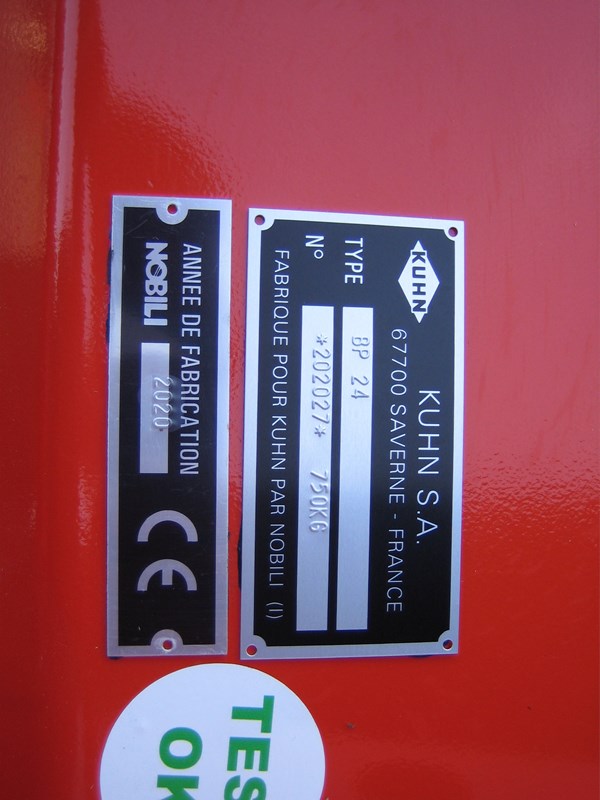 KUHN
KUHN S.A.
67700 SAVERNE - FRANCE
TYPE BP 24
N° *202027* 750KG
FABRIQUE POUR KUHN PAR NOBILI (I)
ANNEE DE FABRICATION
NOBILI 2020 CE
TES
OK